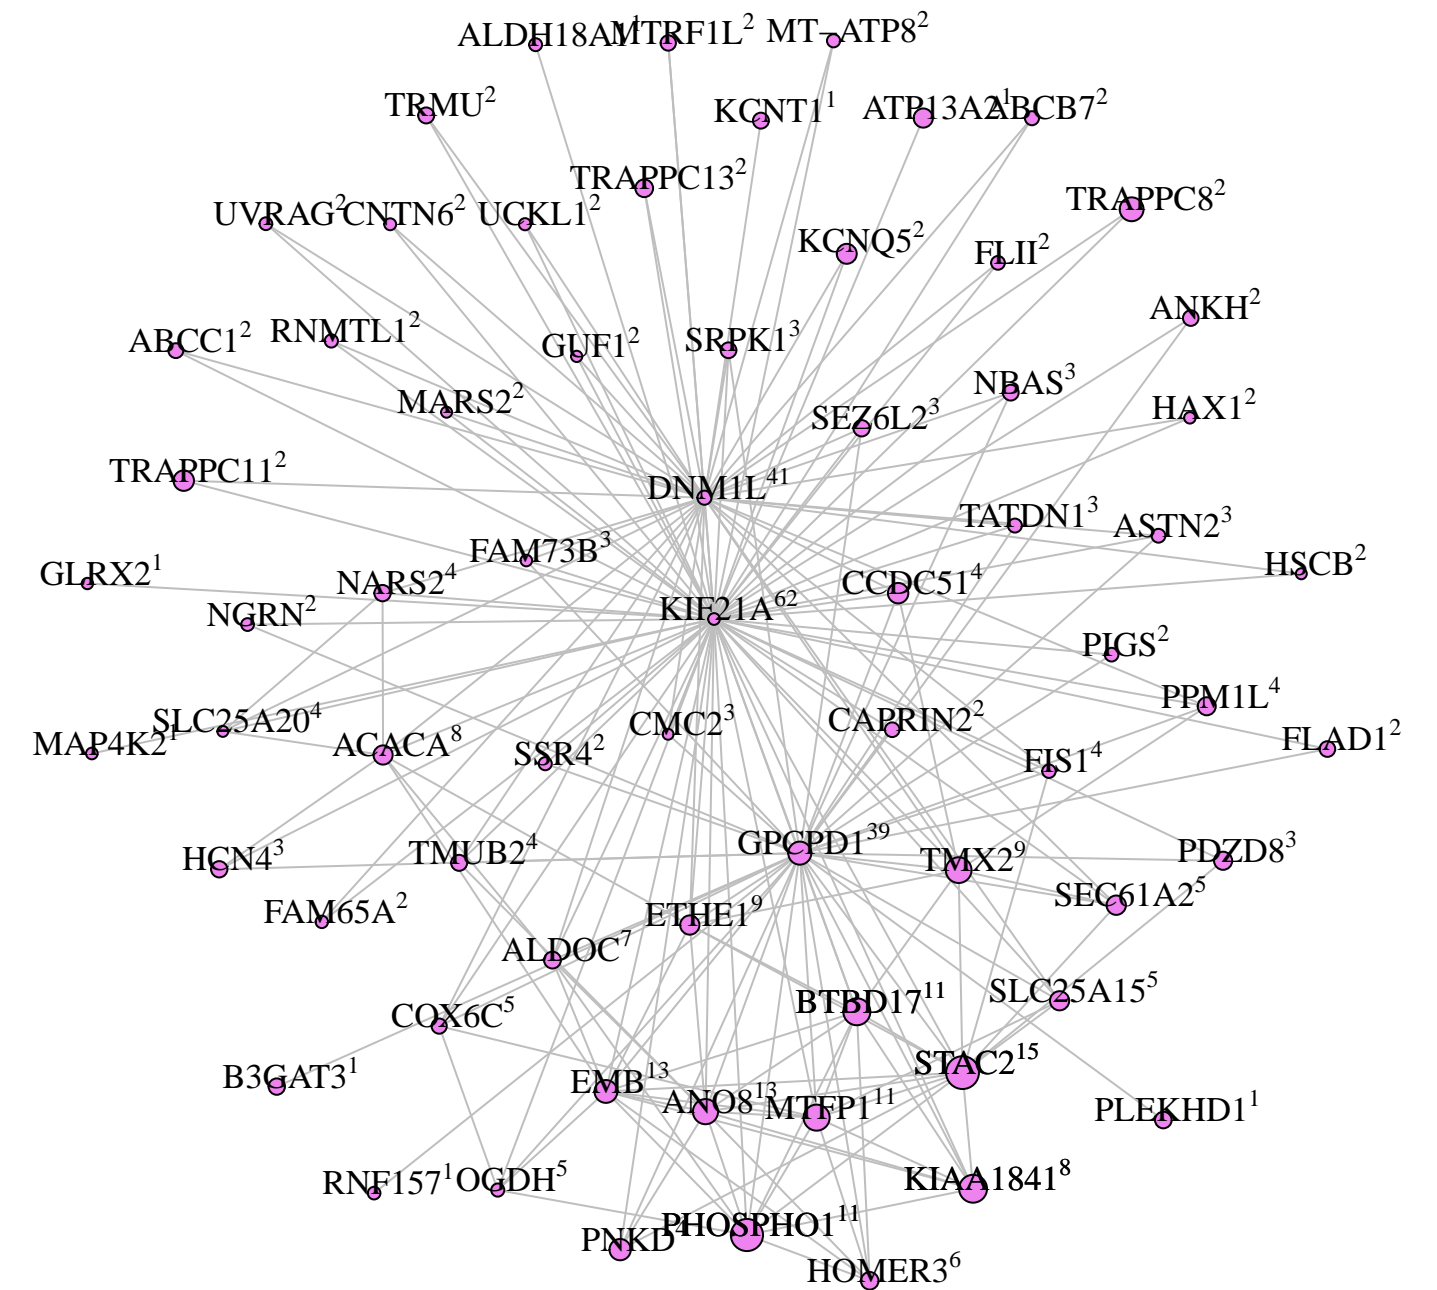 ALDH18A1¹
MTRF1L²
MT−ATP8²
TRMU²
KCNT1¹
ATP13A2¹
ABCB7²
TRAPPC13²
TRAPPC8²
UVRAG²
CNTN6²
UCKL1²
KCNQ5²
FLII²
ANKH²
ABCC1²
RNMTL1²
GUF1²
SRPK1³
NBAS³
HAX1²
MARS2²
SEZ6L2³
TRAPPC11²
DNM1L⁴¹
TATDN1³
ASTN2³
FAM73B³
HSCB²
GLRX2¹
NARS2⁴
CCDC51⁴
NGRN²
KIF21A⁶²
PIGS²
PPM1L⁴
SLC25A20⁴
CMC2³
CAPRIN2²
MAP4K2¹
ACACA⁸
SSR4²
FIS1⁴
FLAD1²
HCN4³
TMUB2⁴
GPCPD1³⁹
TMX2⁹
PDZD8³
SEC61A2⁵
FAM65A²
ETHE1⁹
ALDOC⁷
BTBD17¹¹
SLC25A15⁵
COX6C⁵
STAC2¹⁵
B3GAT3¹
EMB¹³
ANO8¹³
MTFP1¹¹
PLEKHD1¹
RNF157¹
OGDH⁵
KIAA1841⁸
PNKD⁴
PHOSPHO1¹¹
HOMER3⁶